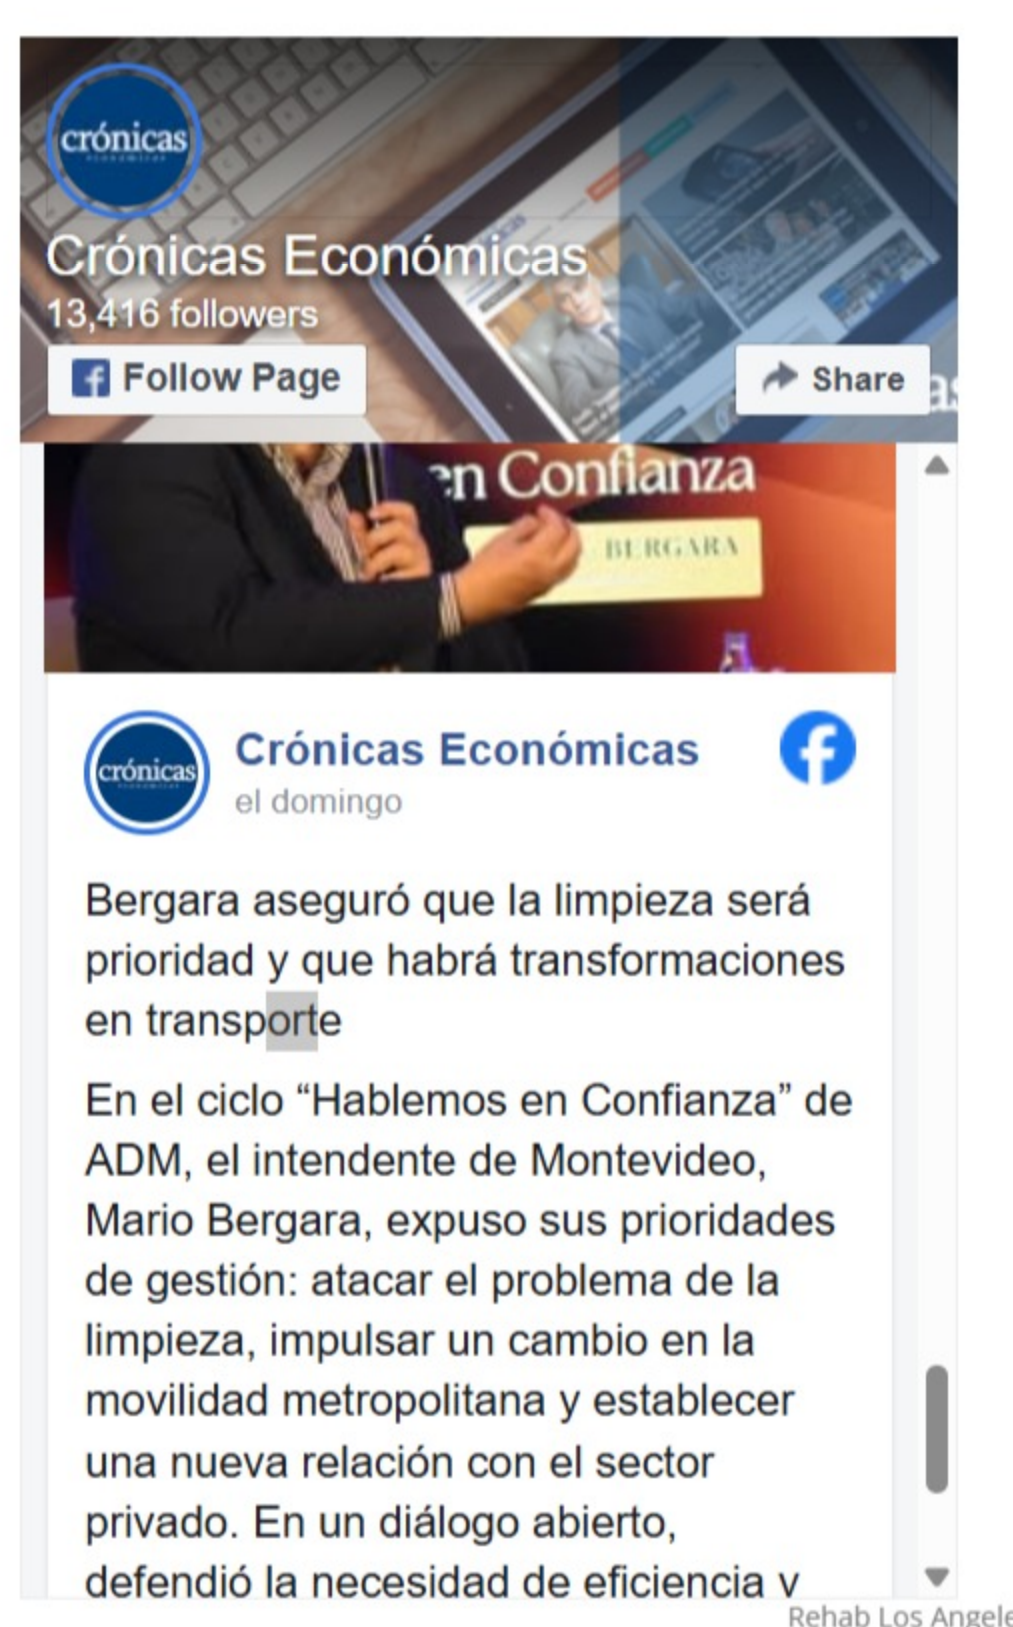 crónicas
Crónicas Económicas
13,416 followers
Follow Page
Share
en Confianza
BERGARA
crónicas
Crónicas Económicas
el domingo
Bergara aseguró que la limpieza será
prioridad y que habrá transformaciones
en transporte
En el ciclo “Hablemos en Confianza” de
ADM, el intendente de Montevideo,
Mario Bergara, expuso sus prioridades
de gestión: atacar el problema de la
limpieza, impulsar un cambio en la
movilidad metropolitana y establecer
una nueva relación con el sector
privado. En un diálogo abierto,
defendió la necesidad de eficiencia y
Rehab Los Angele